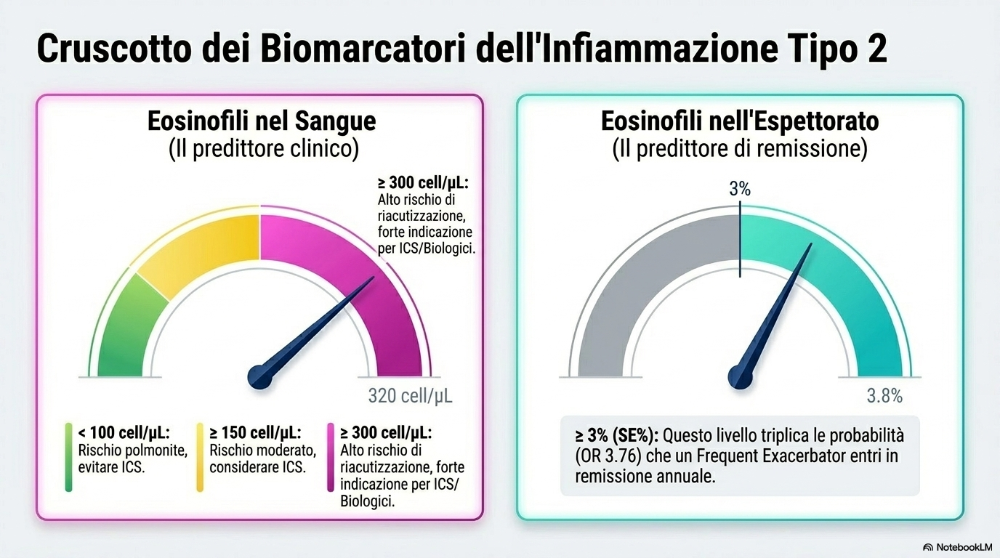 Cruscotto dei Biomarcatori dell'Infiammazione Tipo 2
Eosinofili nel Sangue
(Il predittore clinico)
≥ 300 cell/µL:
Alto rischio di
riacutizzazione,
forte indicazione
per ICS/Biologici.
320 cell/µL
< 100 cell/µL:
Rischio polmonite,
evitare ICS.
≥ 150 cell/µL:
Rischio moderato,
considerare ICS.
≥ 300 cell/µL:
Alto rischio di
riacutizzazione, forte
indicazione per ICS/
Biologici.
Eosinofili nell'Espettorato
(Il predittore di remissione)
3%
3.8%
≥ 3% (SE%): Questo livello triplica le probabilità
(OR 3.76) che un Frequent Exacerbator entri in
remissione annuale.
NotebookLM